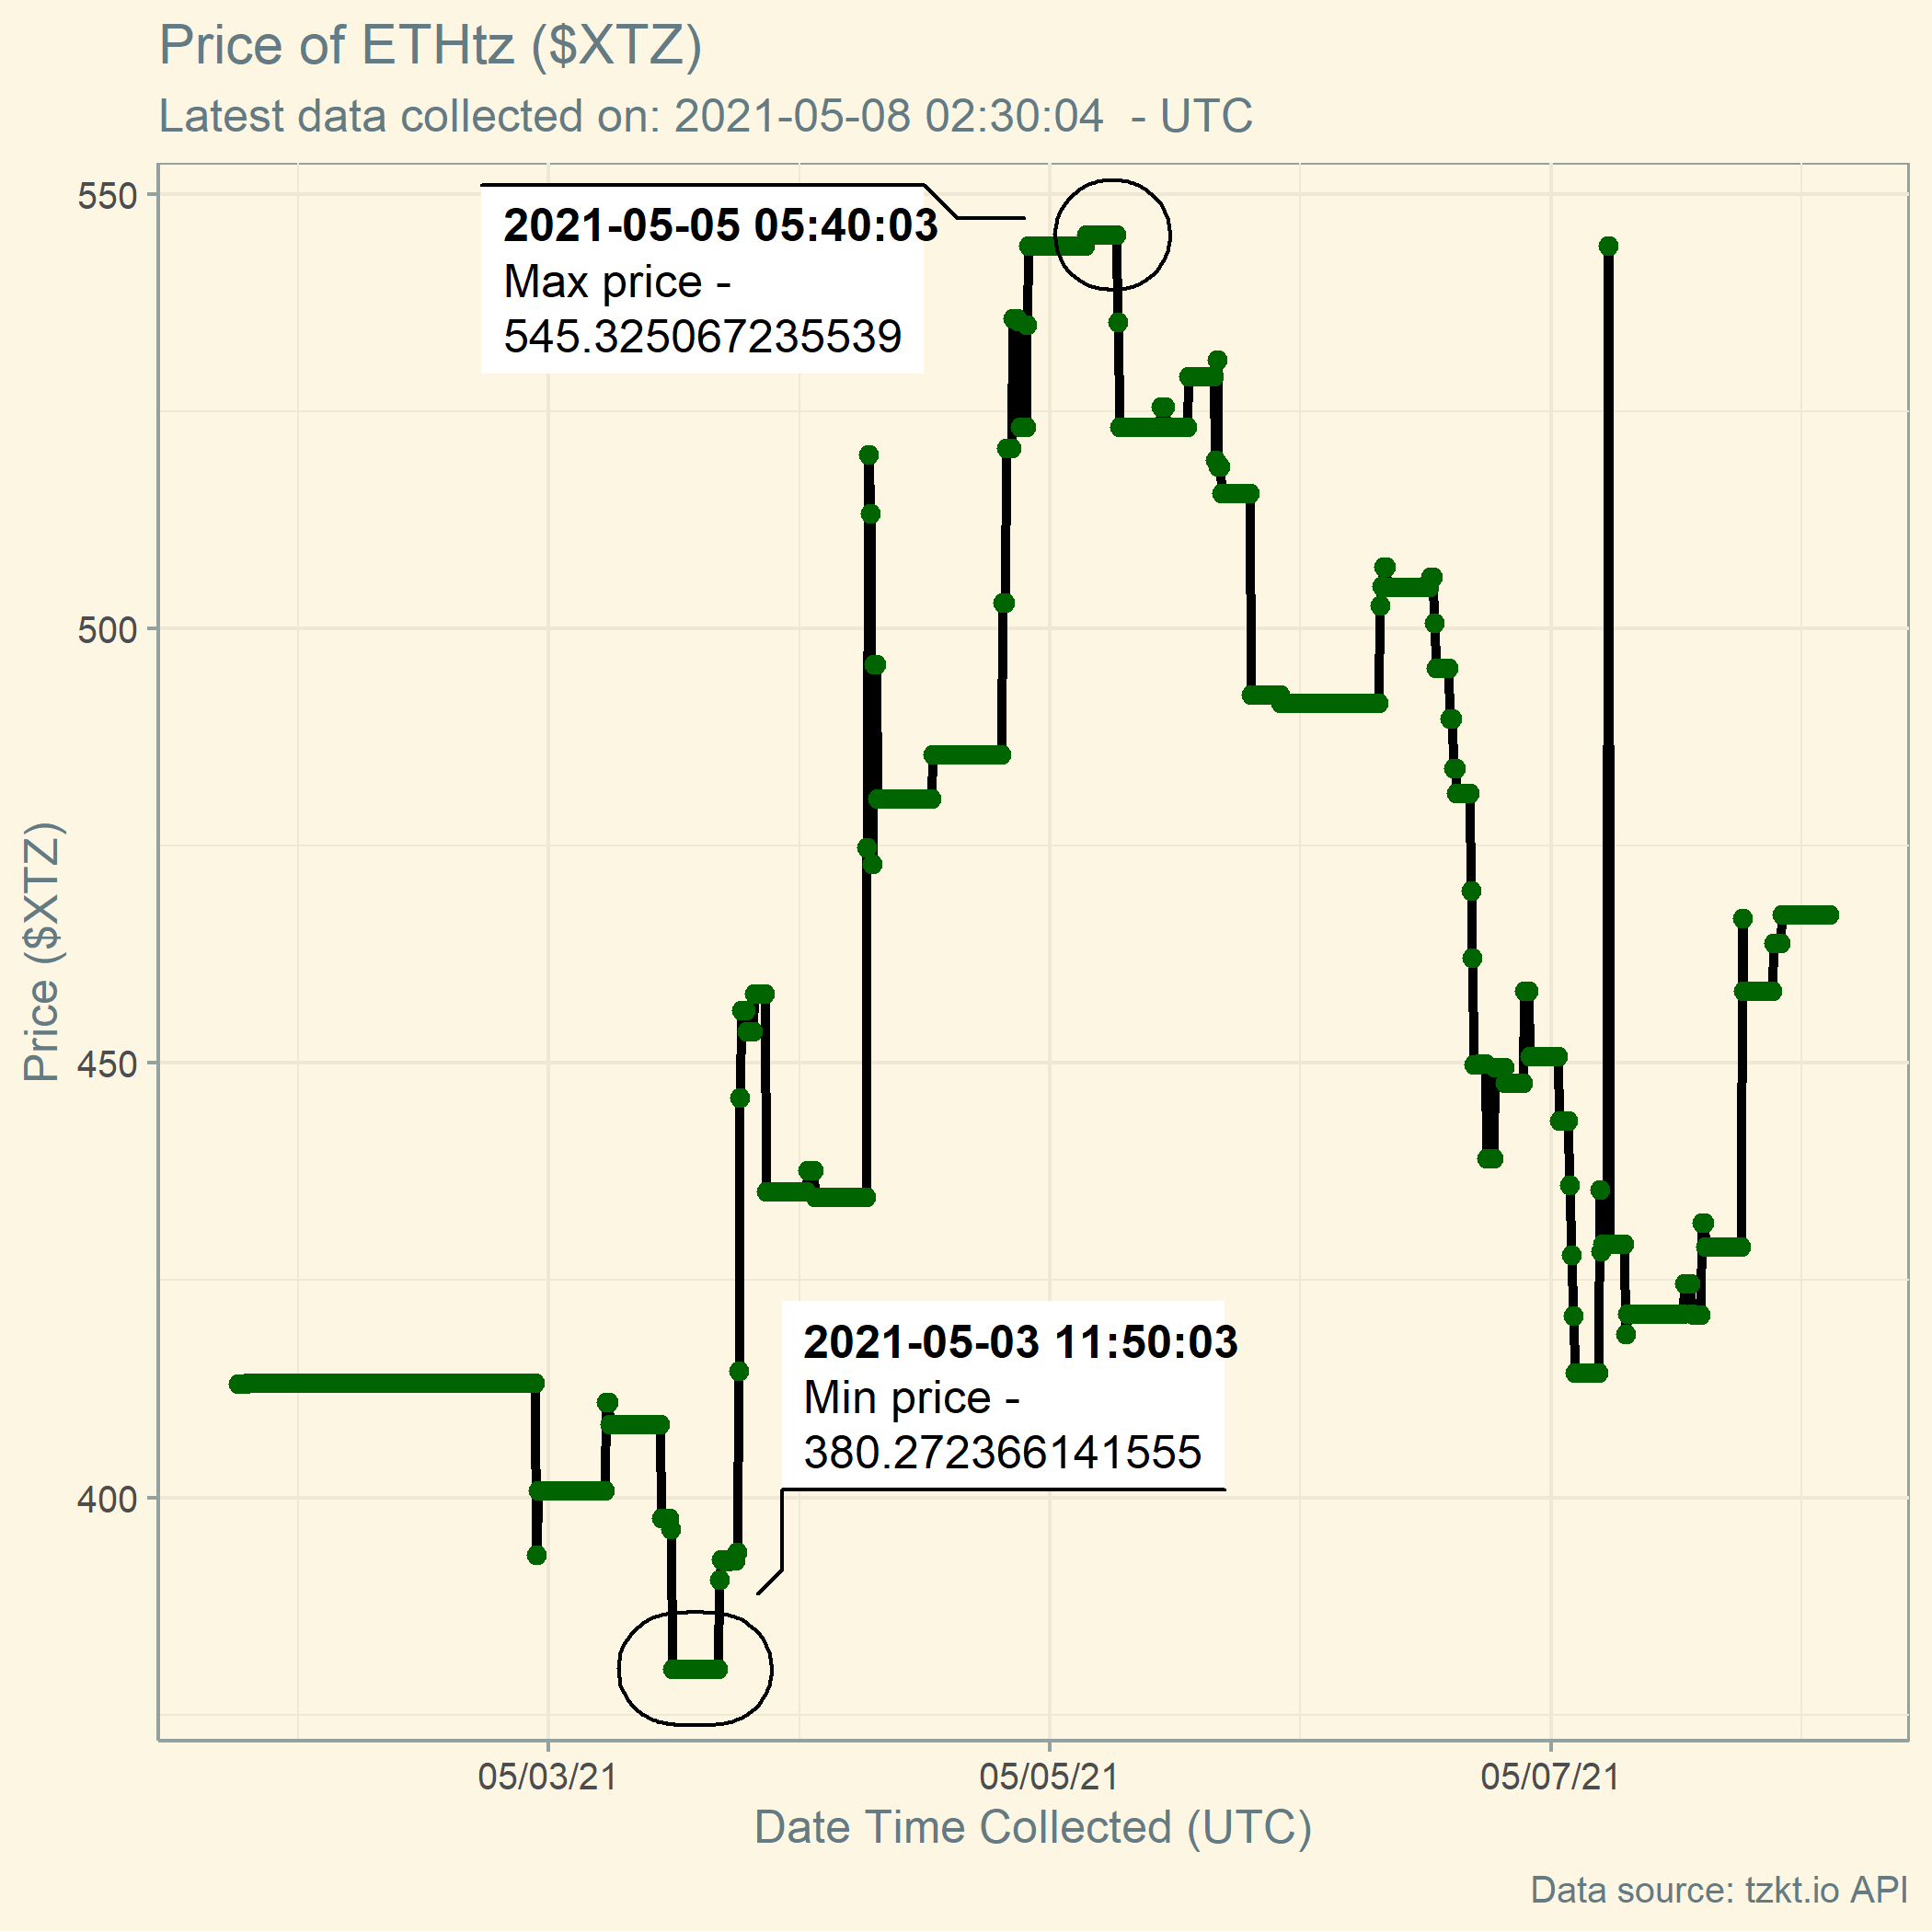 Price of ETHtz ($XTZ)
Latest data collected on: 2021-05-08 02:30:04  - UTC
550
2021-05-05 05:40:03
Max price -
545.325067235539
500
Price ($XTZ)
450
2021-05-03 11:50:03
Min price -
380.272366141555
400
05/03/21 05/05/21 05/07/21
Date Time Collected (UTC)
Data source: tzkt.io API